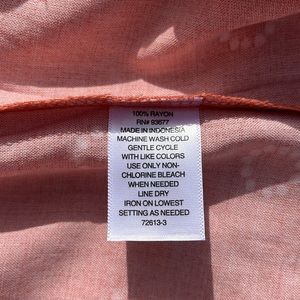 100% RAYON
RN# 93677
MADE IN INDONESIA
MACHINE WASH COLD
GENTLE CYCLE
WITH LIKE COLORS
USE ONLY NON-
CHLORINE BLEACH
WHEN NEEDED
LINE DRY
IRON ON LOWEST
SETTING AS NEEDED
72613-3